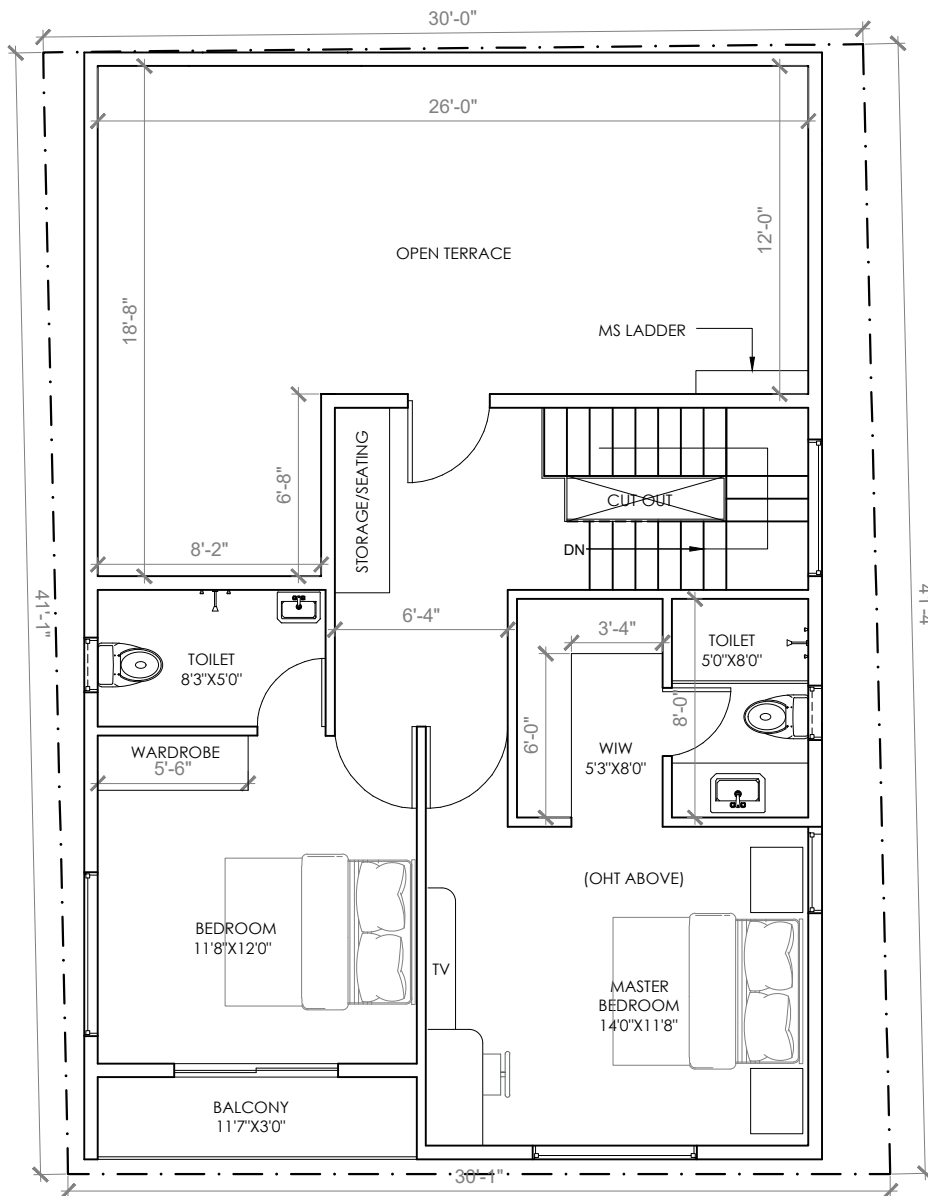 30'-0"
26'-0"
OPEN TERRACE
12'-0"
18'-8"
MS LADDER
6'-8"
STORAGE/SEATING
CUT OUT
DN
8'-2"
41'-1"
41'-4
6'-4"
3'-4"
TOILET
8'3"X5'0"
TOILET
5'0"X8'0"
WARDROBE
5'-6"
6'-0"
8'-0"
WIW
5'3"X8'0"
(OHT ABOVE)
BEDROOM
11'8"X12'0"
TV
MASTER
BEDROOM
14'0"X11'8"
BALCONY
11'7"X3'0"
30'-1"